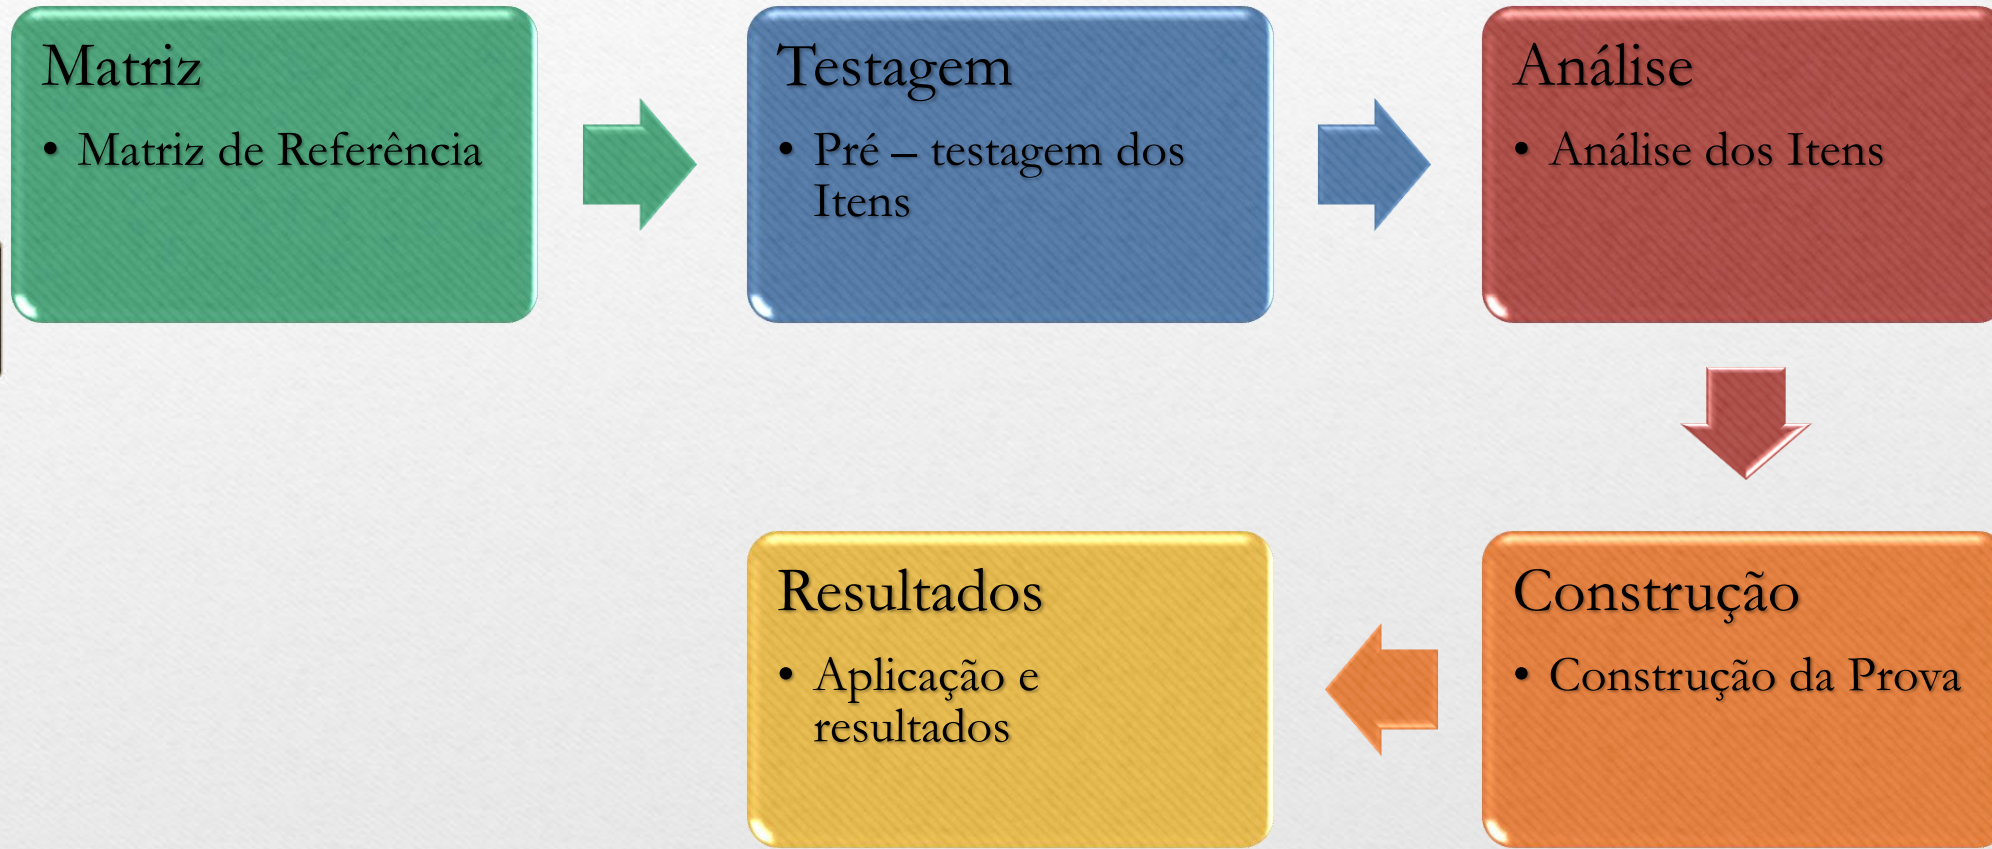 Matriz
• Matriz de Referência
Testagem
• Pré – testagem dos
Itens
Análise
• Análise dos Itens
Construção
• Construção da Prova
Resultados
• Aplicação e
resultados